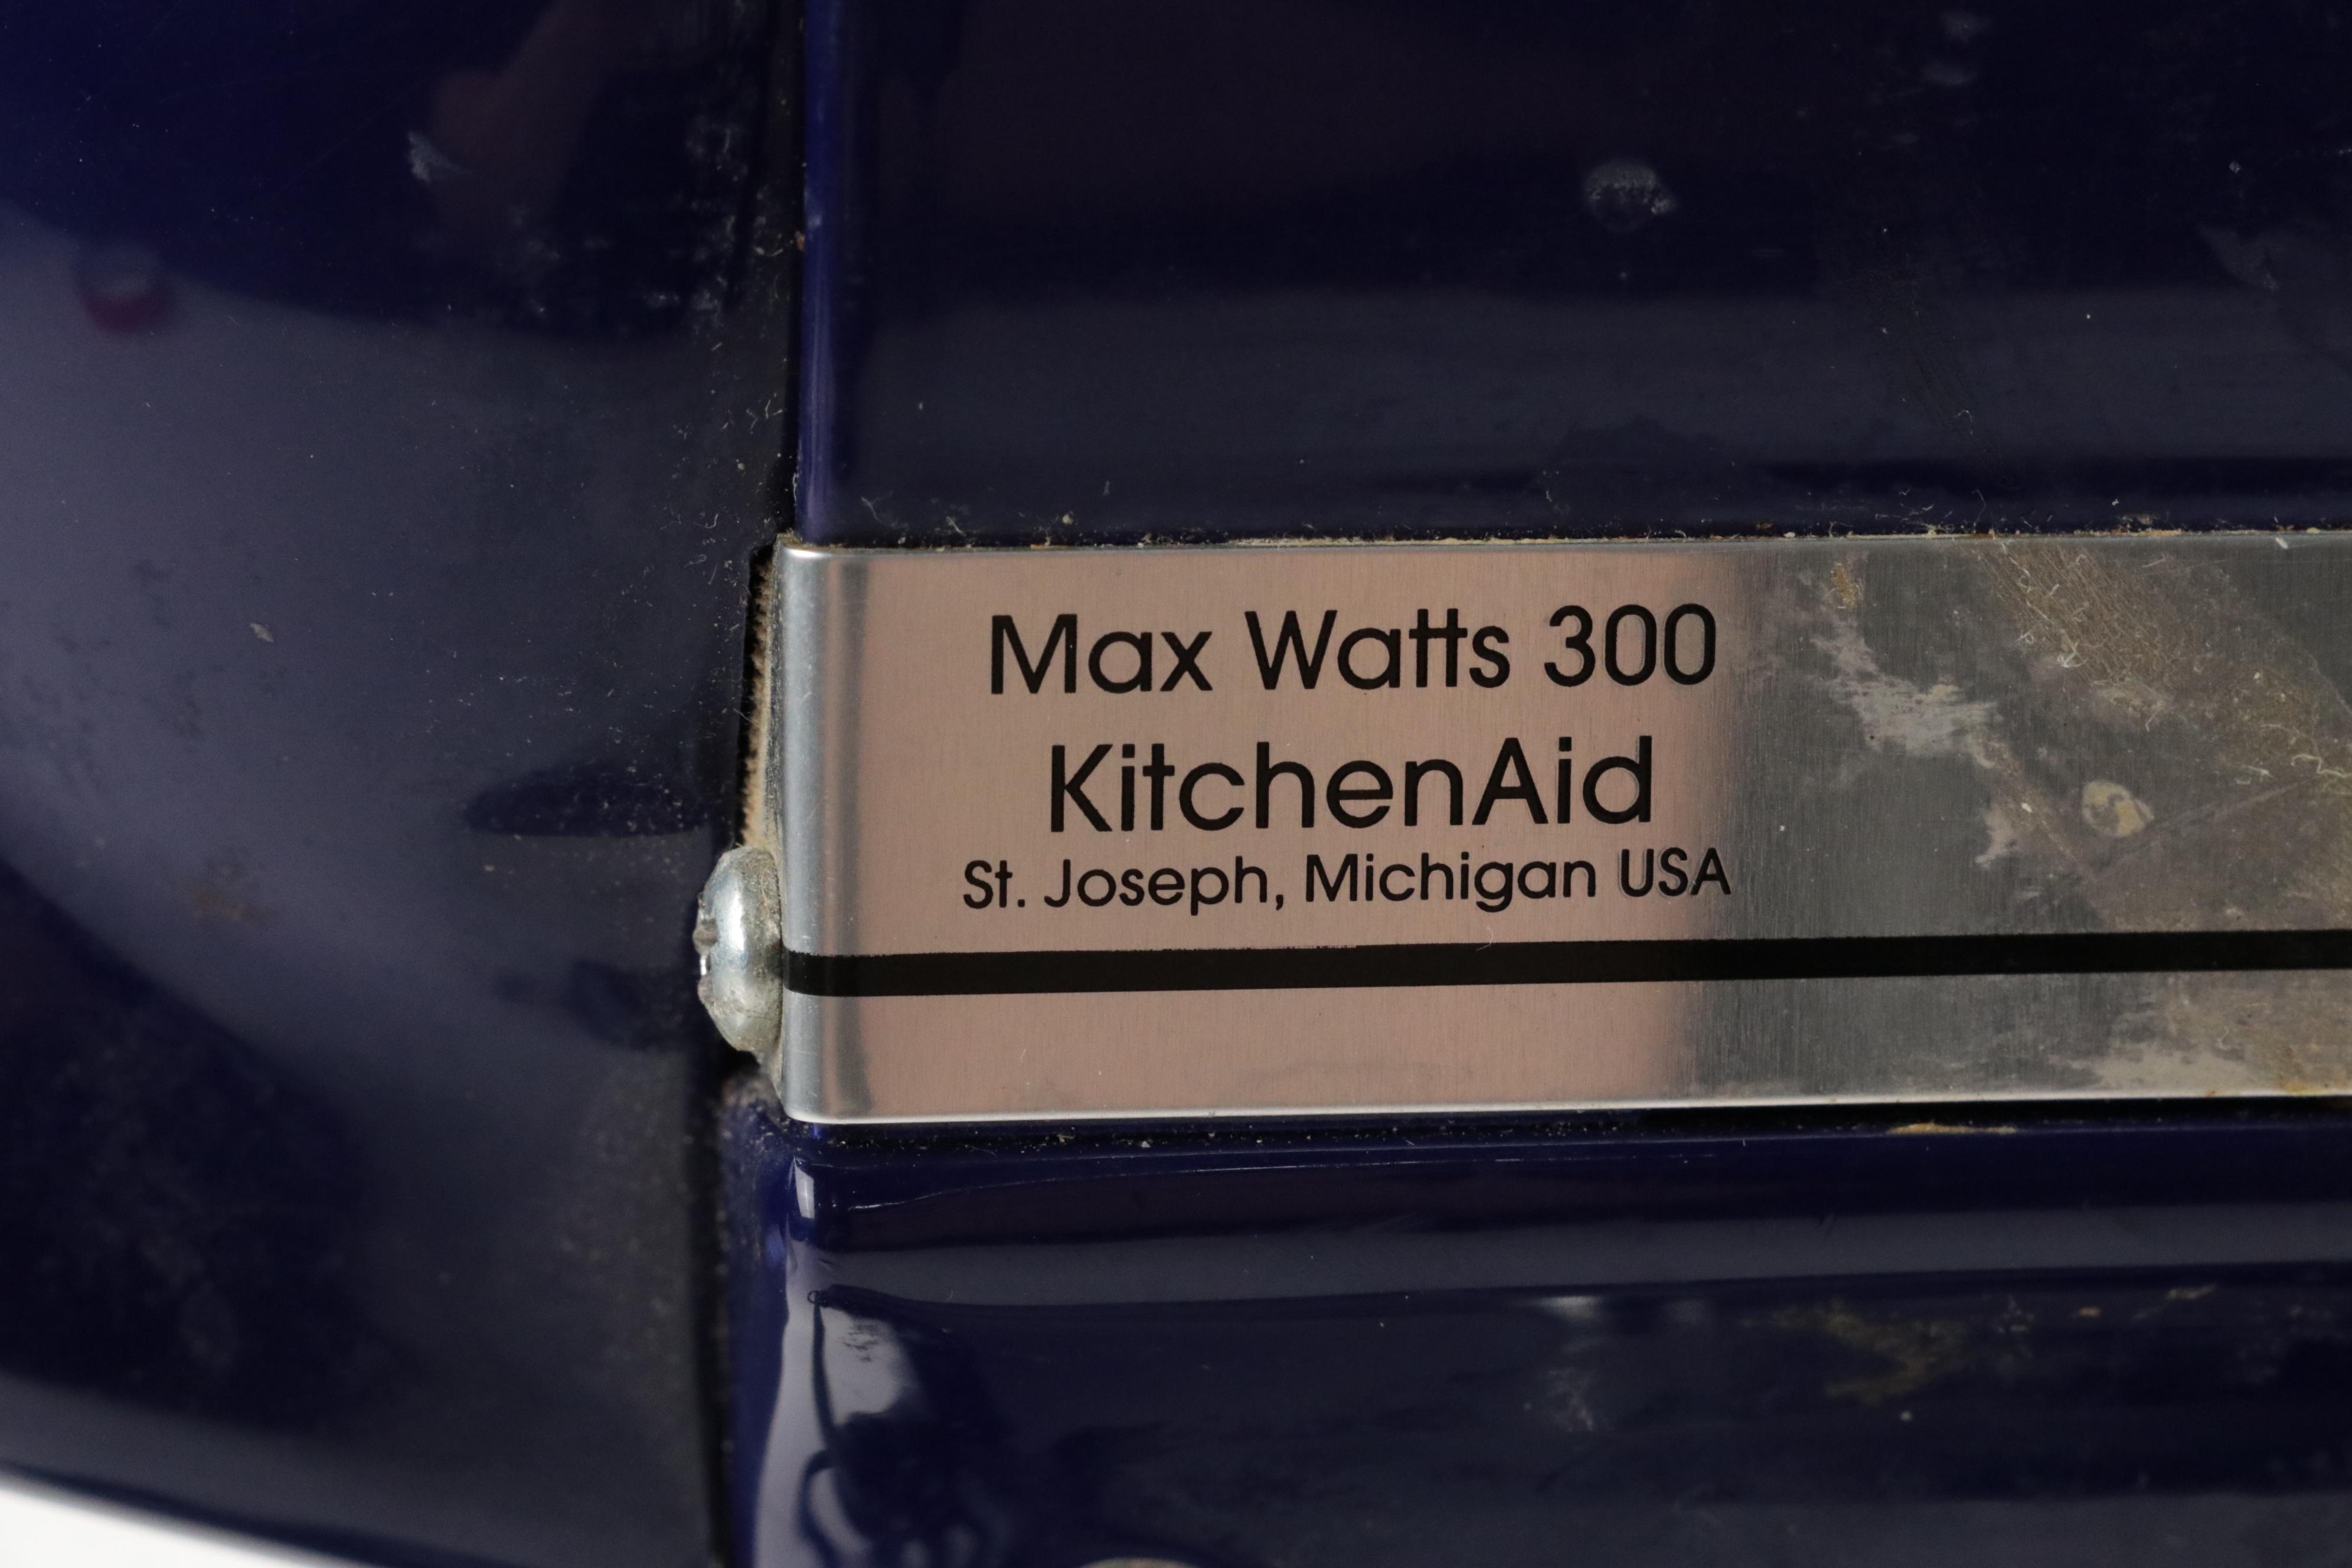 Max Watts 300
KitchenAid
St. Joseph, Michigan USA